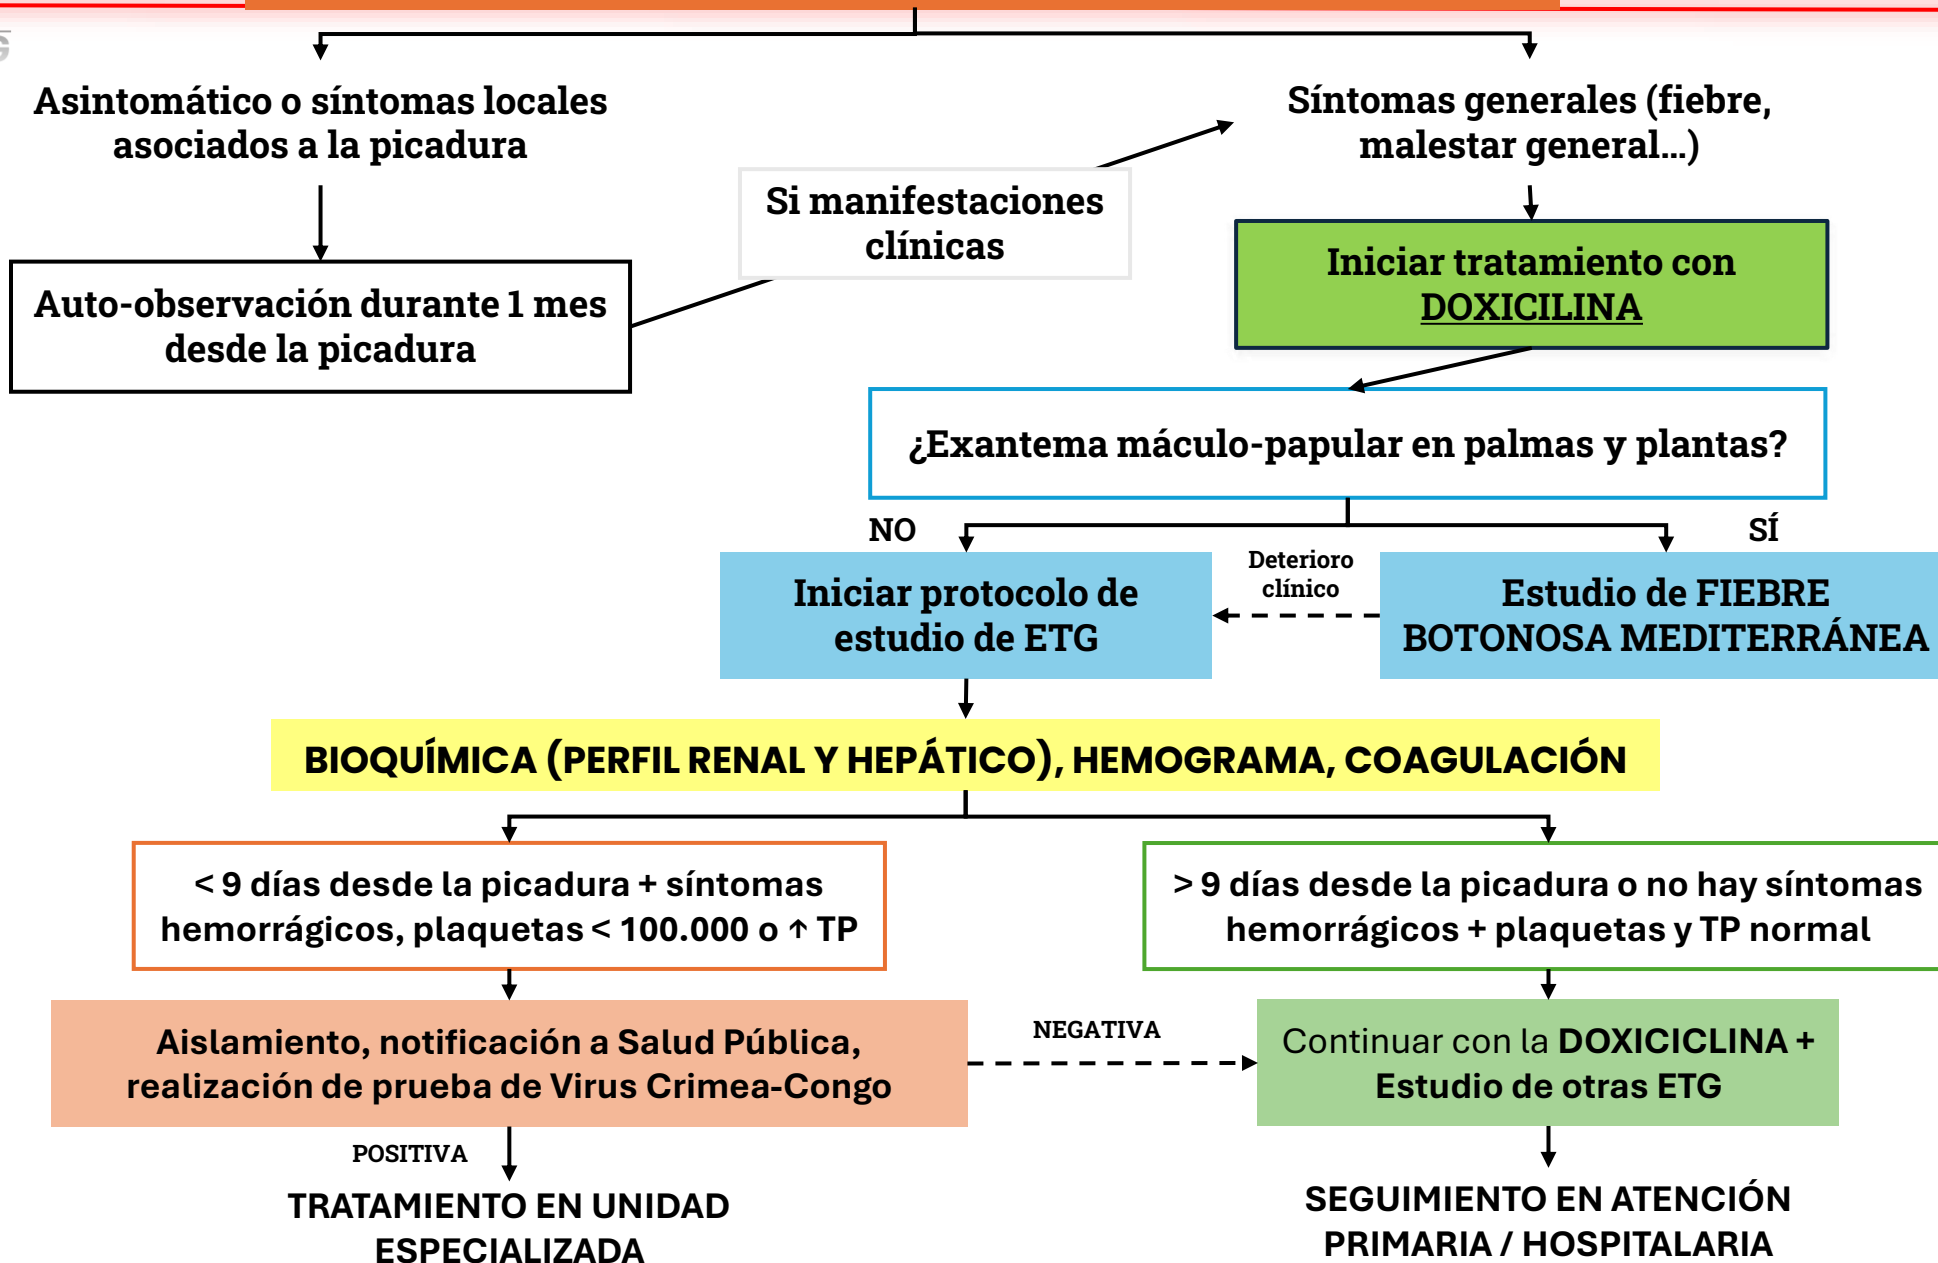 Asintomático o síntomas locales
asociados a la picadura
Síntomas generales (fiebre,
malestar general...)
Si manifestaciones
clínicas
Auto-observación durante 1 mes
desde la picadura
Iniciar tratamiento con
DOXICILINA
¿Exantema máculo-papular en palmas y plantas?
NO
SÍ
Deterioro
clínico
Iniciar protocolo de
estudio de ETG
Estudio de FIEBRE
BOTONOSA MEDITERRÁNEA
BIOQUÍMICA (PERFIL RENAL Y HEPÁTICO), HEMOGRAMA, COAGULACIÓN
< 9 días desde la picadura + síntomas
hemorrágicos, plaquetas < 100.000 o ↑ TP
> 9 días desde la picadura o no hay síntomas
hemorrágicos + plaquetas y TP normal
Aislamiento, notificación a Salud Pública,
realización de prueba de Virus Crimea-Congo
NEGATIVA
Continuar con la DOXICICLINA +
Estudio de otras ETG
POSITIVA
TRATAMIENTO EN UNIDAD
ESPECIALIZADA
SEGUIMIENTO EN ATENCIÓN
PRIMARIA / HOSPITALARIA